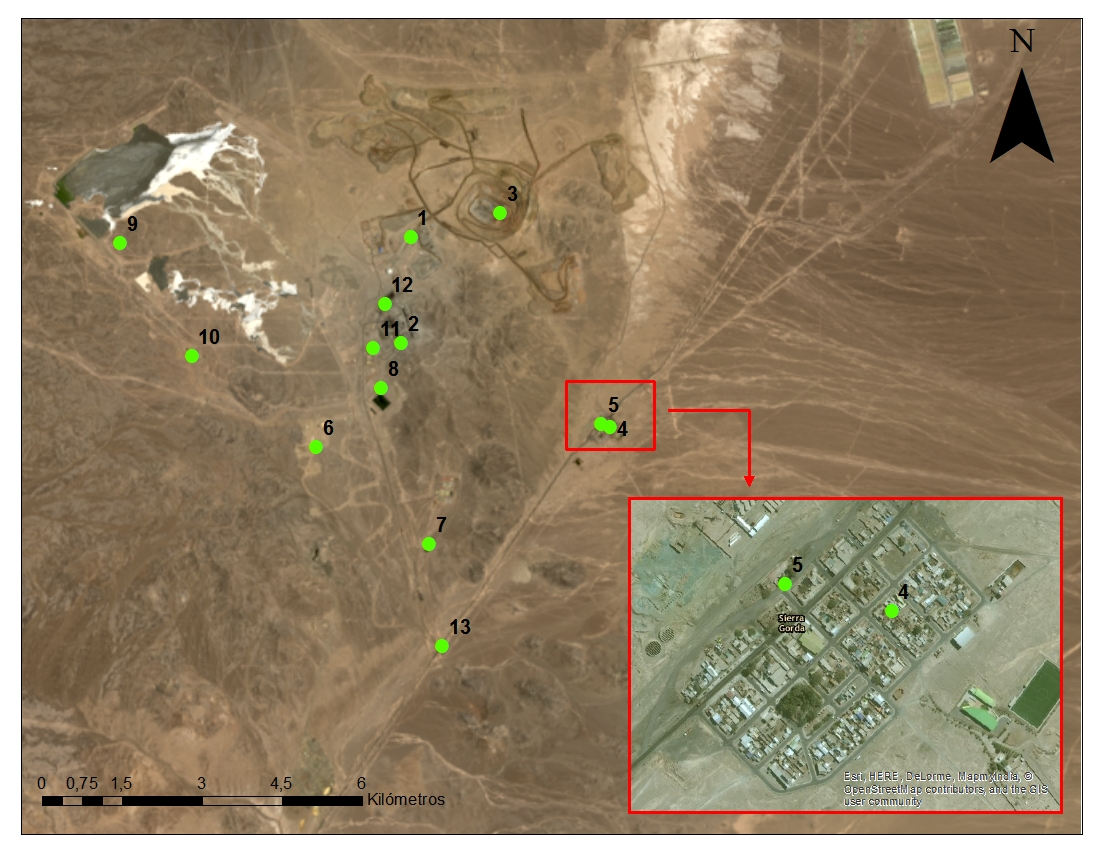 N
3
1
9
12
11
2
10
8
5
4
6
7
5
4
Sierra
Gorda
13
0 0,75 1,5 3 4,5 6
Kilómetros
Esri, HERE, DeLorme, MapmyIndia, ©
OpenStreetMap contributors, and the GIS
user community